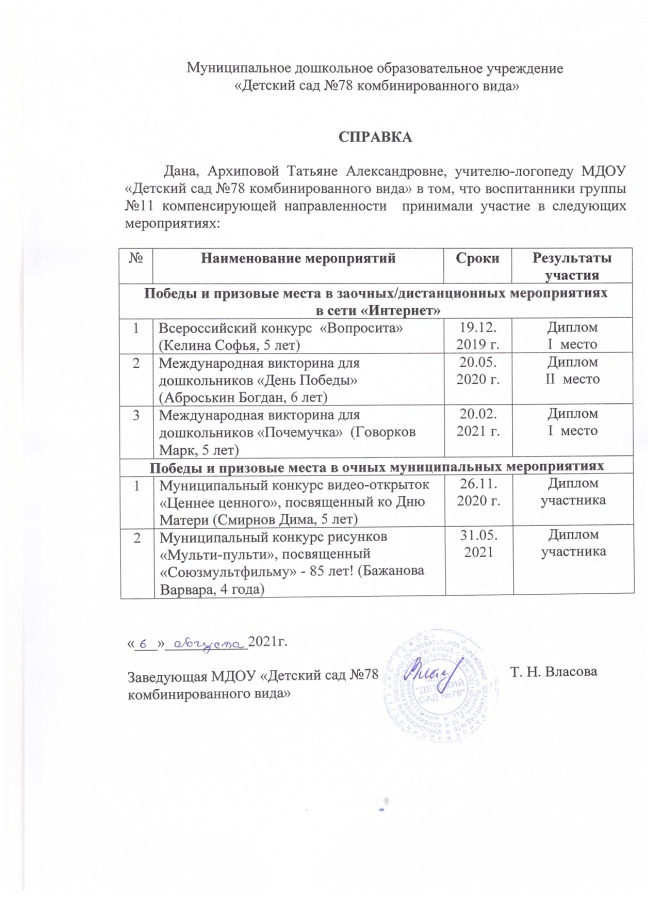 Муниципальное дошкольное образовательное учреждение
«Детский сад №78 комбинированного вида»
СПРАВКА
Дана, Архиповой Татьяне Александровне, учителю-логопеду МДОУ
«Детский сад №78 комбинированного вида» в том, что воспитанники группы
№11 компенсирующей направленности принимали участие в следующих
мероприятиях:
№ Наименование мероприятий Сроки Результаты
участия
Победы и призовые места в заочных/дистанционных мероприятиях
в сети «Интернет»
1 Всероссийский конкурс «Вопросита» 19.12. Диплом
(Келина Софья, 5 лет) 2019 г. I место
2 Международная викторина для 20.05. Диплом
дошкольников «День Победы» 2020 г. II место
(Аброськин Богдан, 6 лет)
3 Международная викторина для 20.02. Диплом
дошкольников «Почемучка» (Говорков 2021 г. I место
Марк, 5 лет)
Победы и призовые места в очных муниципальных мероприятиях
1 Муниципальный конкурс видео-открыток 26.11. Диплом
«Ценнее ценного», посвященный ко Дню 2020 г. участника
Матери (Смирнов Дима, 5 лет)
2 Муниципальный конкурс рисунков 31.05. Диплом
«Мульти-пульти», посвященный 2021 участника
«Союзмультфильму» - 85 лет! (Бажанова
Варвара, 4 года)
« 6 » августа 2021г.
Заведующая МДОУ «Детский сад №78 Т. Н. Власова
комбинированного вида»
"ДЕТСКИЙ
САД №78"